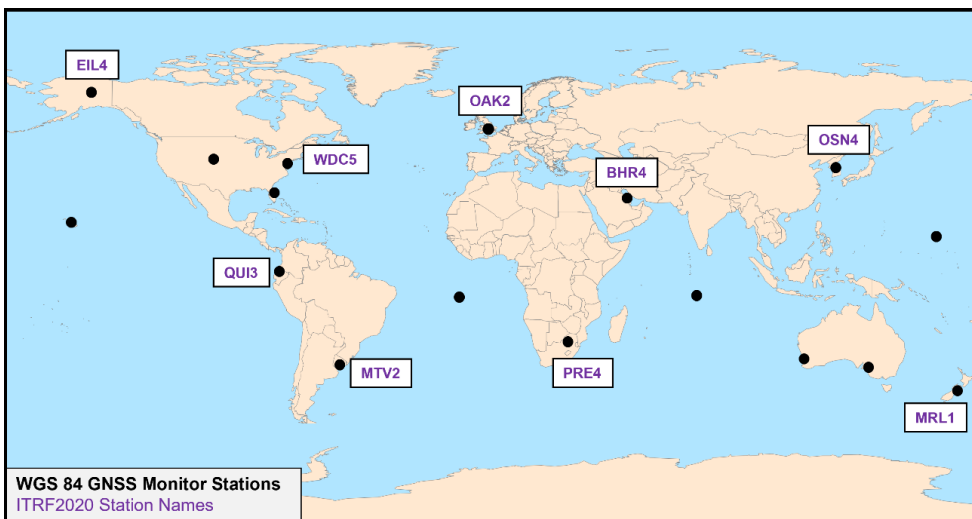 EIL4
OAK2
WDC5
OSN4
BHR4
QUI3
MTV2
PRE4
MRL1
WGS 84 GNSS Monitor Stations
ITRF2020 Station Names